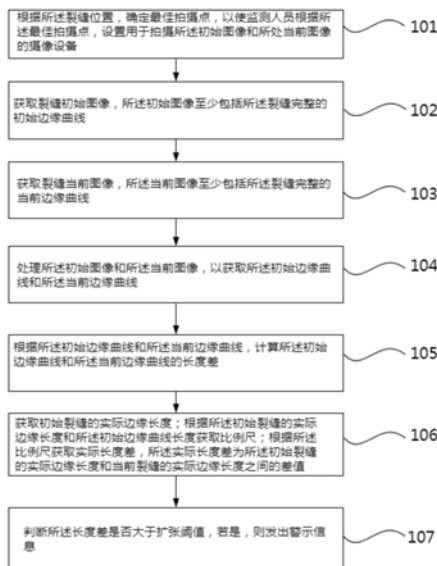 根据所述裂缝位置，确定最佳拍摄点，以使监测人员根据所
述最佳拍摄点，设置用于拍摄所述初始图像和所处当前图像
的摄像设备
101
获取裂缝初始图像，所述初始图像至少包括所述裂缝完整的
初始边缘曲线
102
获取裂缝当前图像，所述当前图像至少包括所述裂缝完整的
当前边缘曲线
103
处理所述初始图像和所述当前图像，以获取所述初始边缘曲
线和所述当前边缘曲线
104
根据所述初始边缘曲线和所述当前边缘曲线，计算所述初始
边缘曲线和所述当前边缘曲线的长度差
105
获取初始裂缝的实际边缘长度；根据所述初始裂缝的实际
边缘长度和所述初始边缘曲线长度获取比例尺；根据所述
比例尺获取实际长度差，所述实际长度差为所述初始裂缝
的实际边缘长度和当前裂缝的实际边缘长度之间的差值
106
判断所述长度差是否大于扩张阈值，若是，则发出警示信
息
107